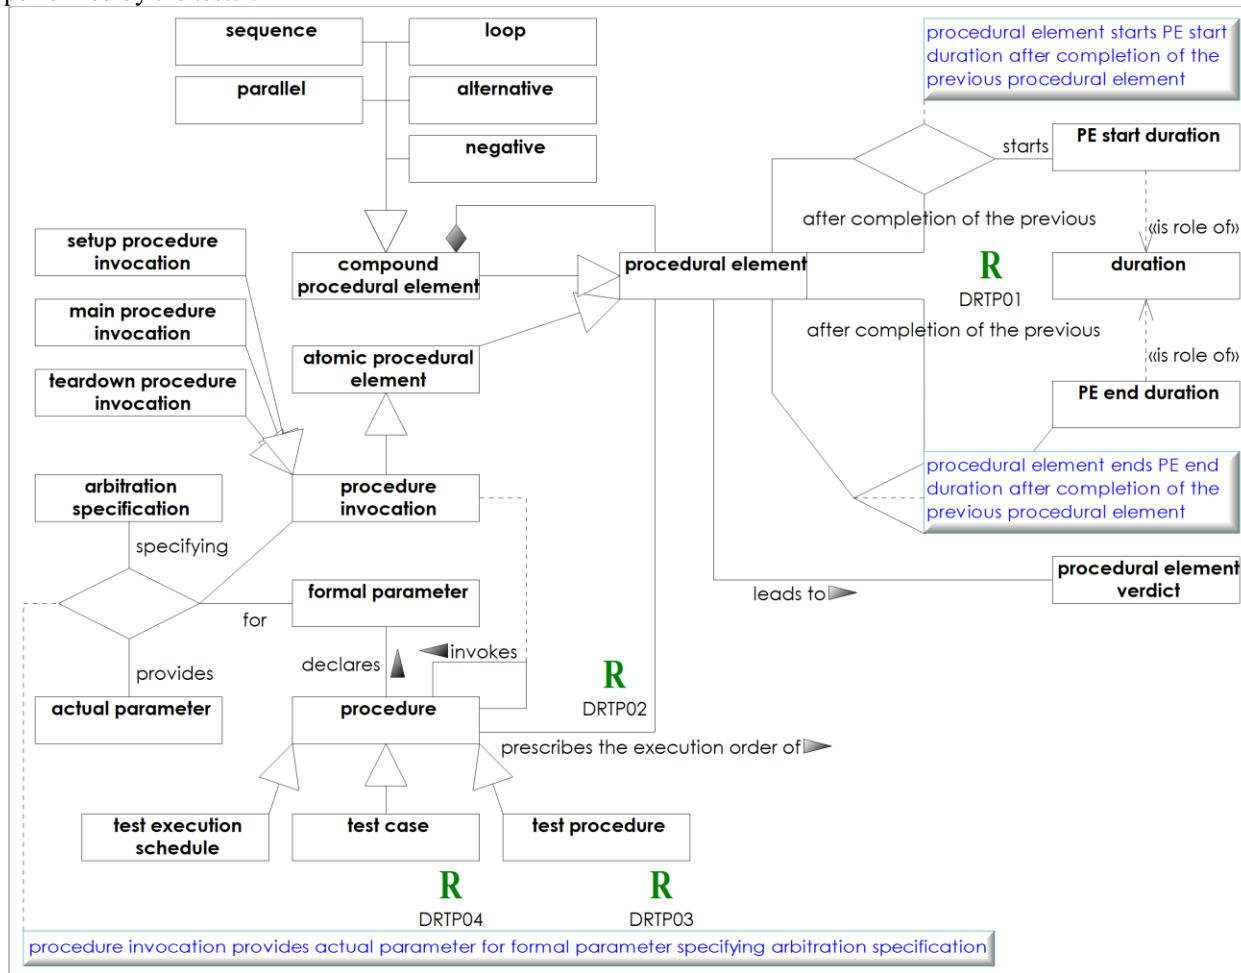 performed by the tester.
sequence
loop
parallel
alternative
negative
procedural element starts PE start
duration after completion of the
previous procedural element
starts
PE start duration
after completion of the previous
«is role of»
setup procedure
invocation
main procedure
invocation
teardown procedure
invocation
compound
procedural element
procedural element
R
DRTP01
duration
after completion of the previous
«is role of»
atomic procedural
element
PE end duration
arbitration
specification
procedure
invocation
procedural element ends PE end
duration after completion of the
previous procedural element
specifying
for
formal parameter
leads to
procedural element
verdict
provides
declares
invokes
R
DRTP02
actual parameter
procedure
prescribes the execution order of
test execution
schedule
test case
test procedure
R
DRTP04
R
DRTP03
procedure invocation provides actual parameter for formal parameter specifying arbitration specification